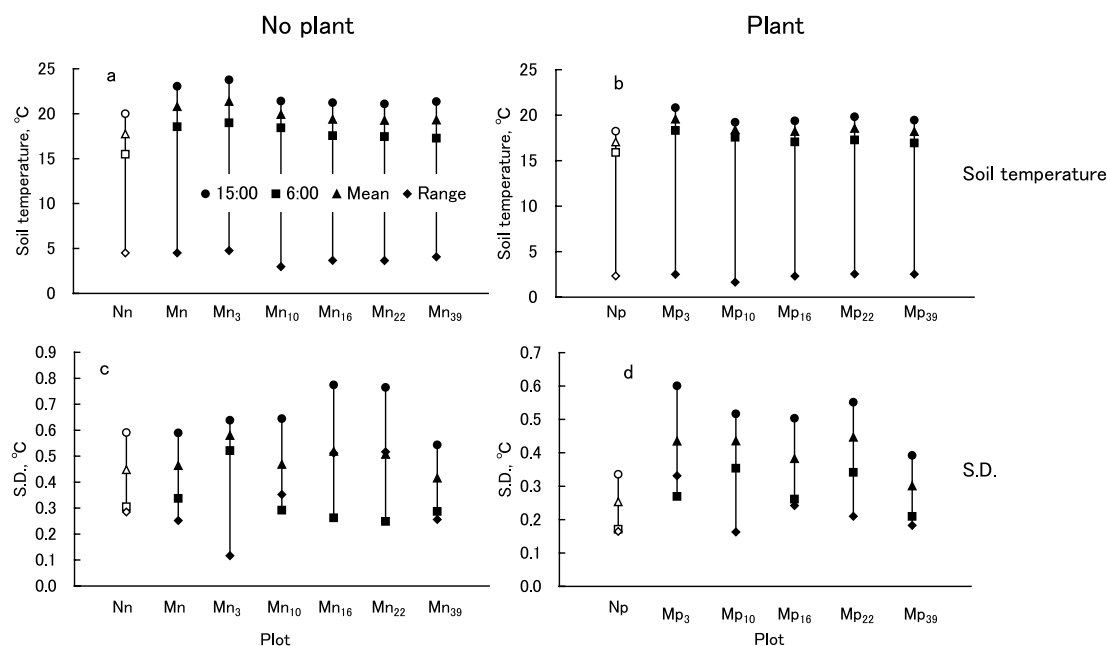 No plant
Plant
a
25
20
15
10
5
0
Soil temperature, °C
15:00 6:00 Mean Range
Nn Mn Mn3 Mn10 Mn16 Mn22 Mn39
b
25
20
15
10
5
0
Soil temperature, °C
Np Mp3 Mp10 Mp16 Mp22 Mp39
Soil temperature
c
0.9
0.8
0.7
0.6
0.5
0.4
0.3
0.2
0.1
0.0
S.D., °C
Nn Mn Mn3 Mn10 Mn16 Mn22 Mn39
Plot
d
0.7
0.6
0.5
0.4
0.3
0.2
0.1
0.0
S.D., °C
Np Mp3 Mp10 Mp16 Mp22 Mp39
Plot
S.D.